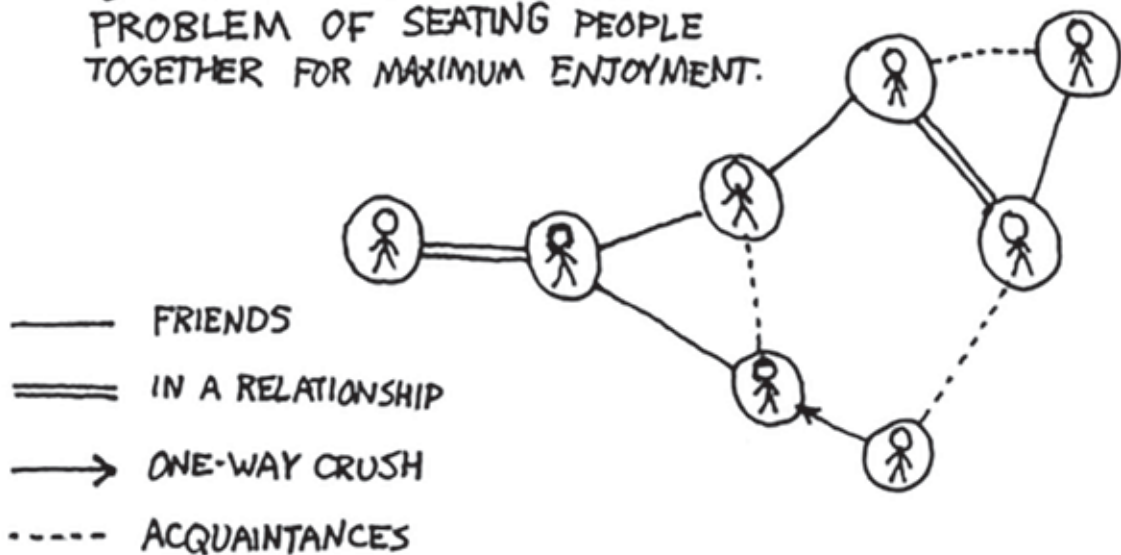 PROBLEM OF SEATING PEOPLE
TOGETHER FOR MAXIMUM ENJOYMENT.
FRIENDS
IN A RELATIONSHIP
ONE-WAY CRUSH
ACQUAINTANCES